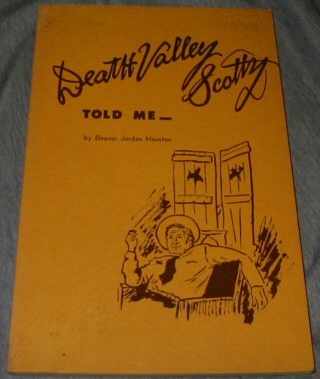 Death Valley
Scotty
TOLD ME—
by Eleanor Jordan Houston